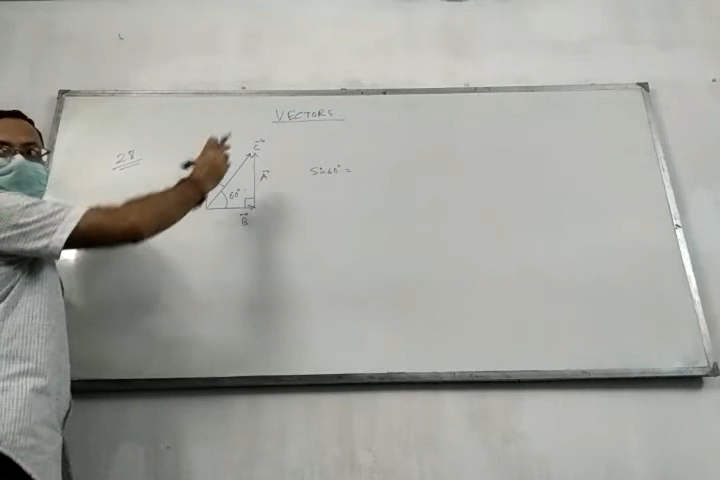 VECTORS
28.
C
A
60°
B
sin60° =